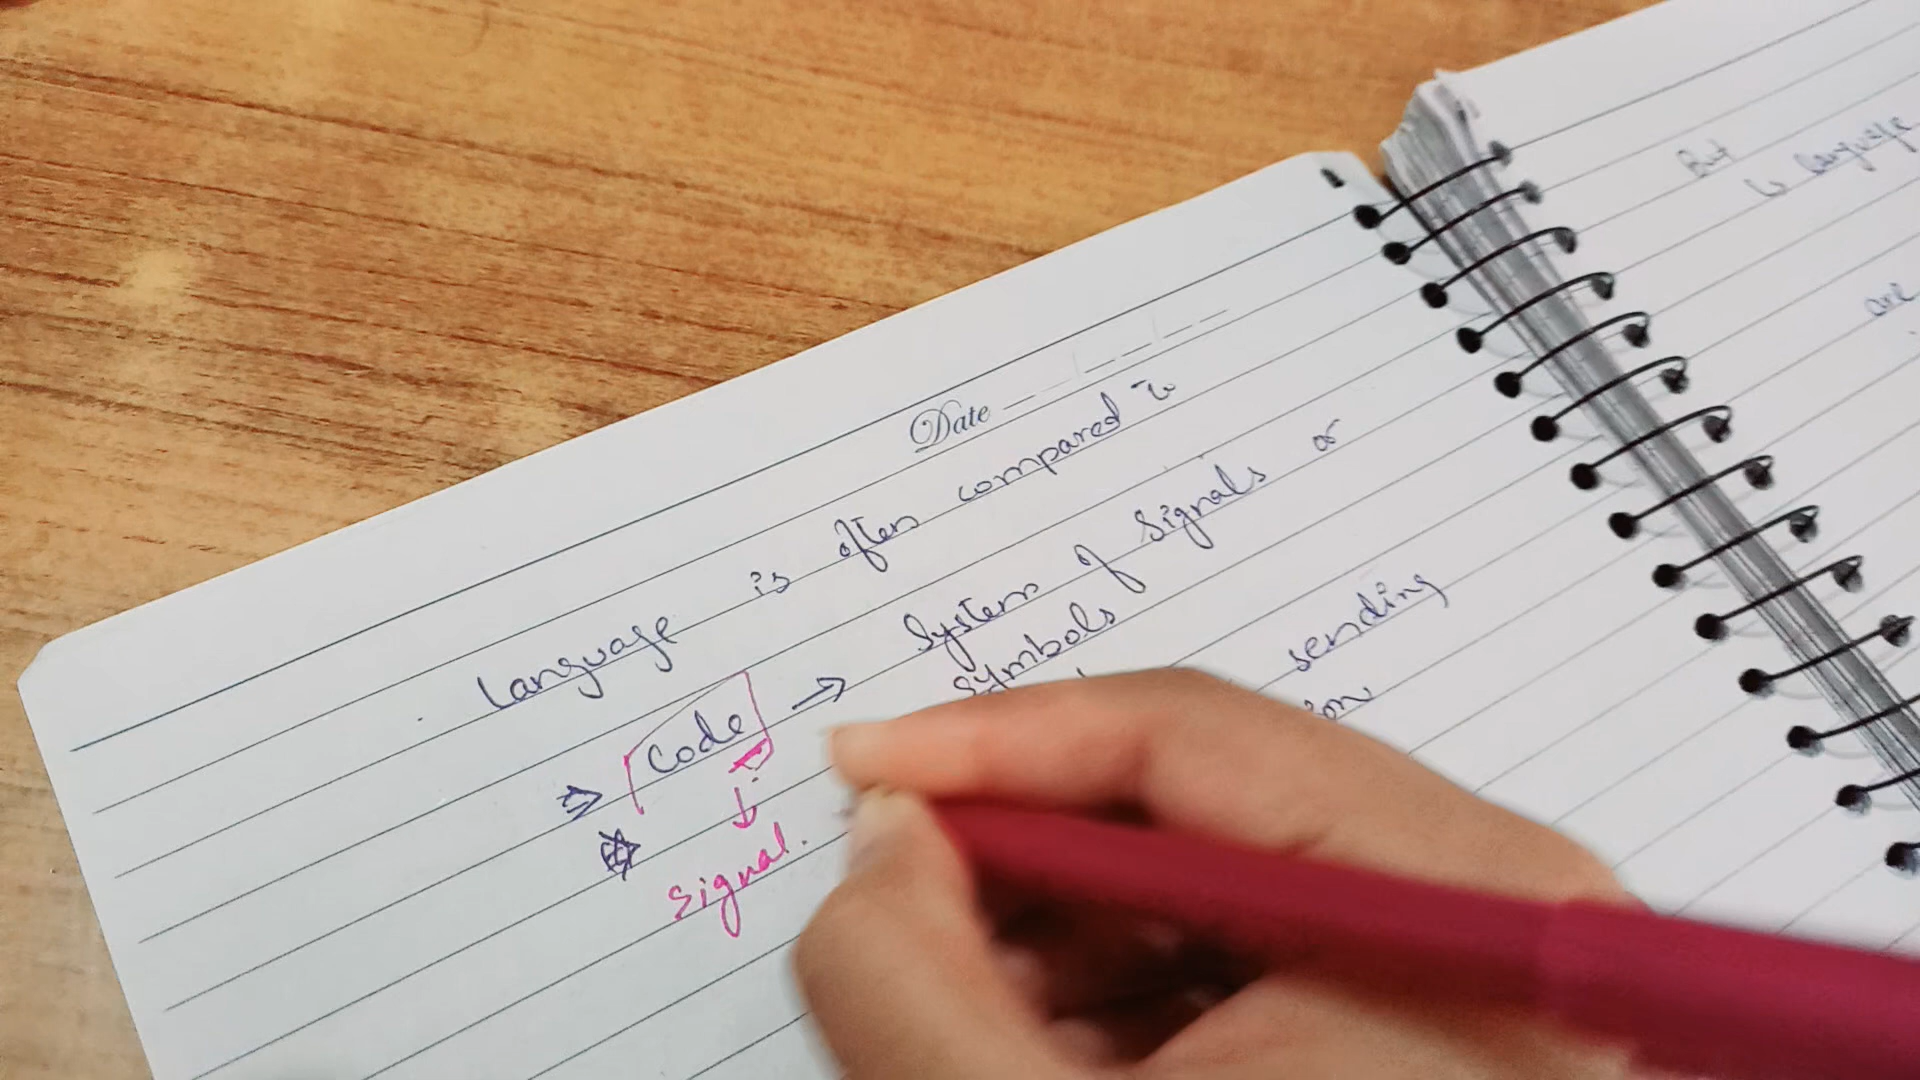 Date
Language is often compared to
Code → System of Signals or
Symbols
sending
⇒
↓
Signal.
But
↳ language
are